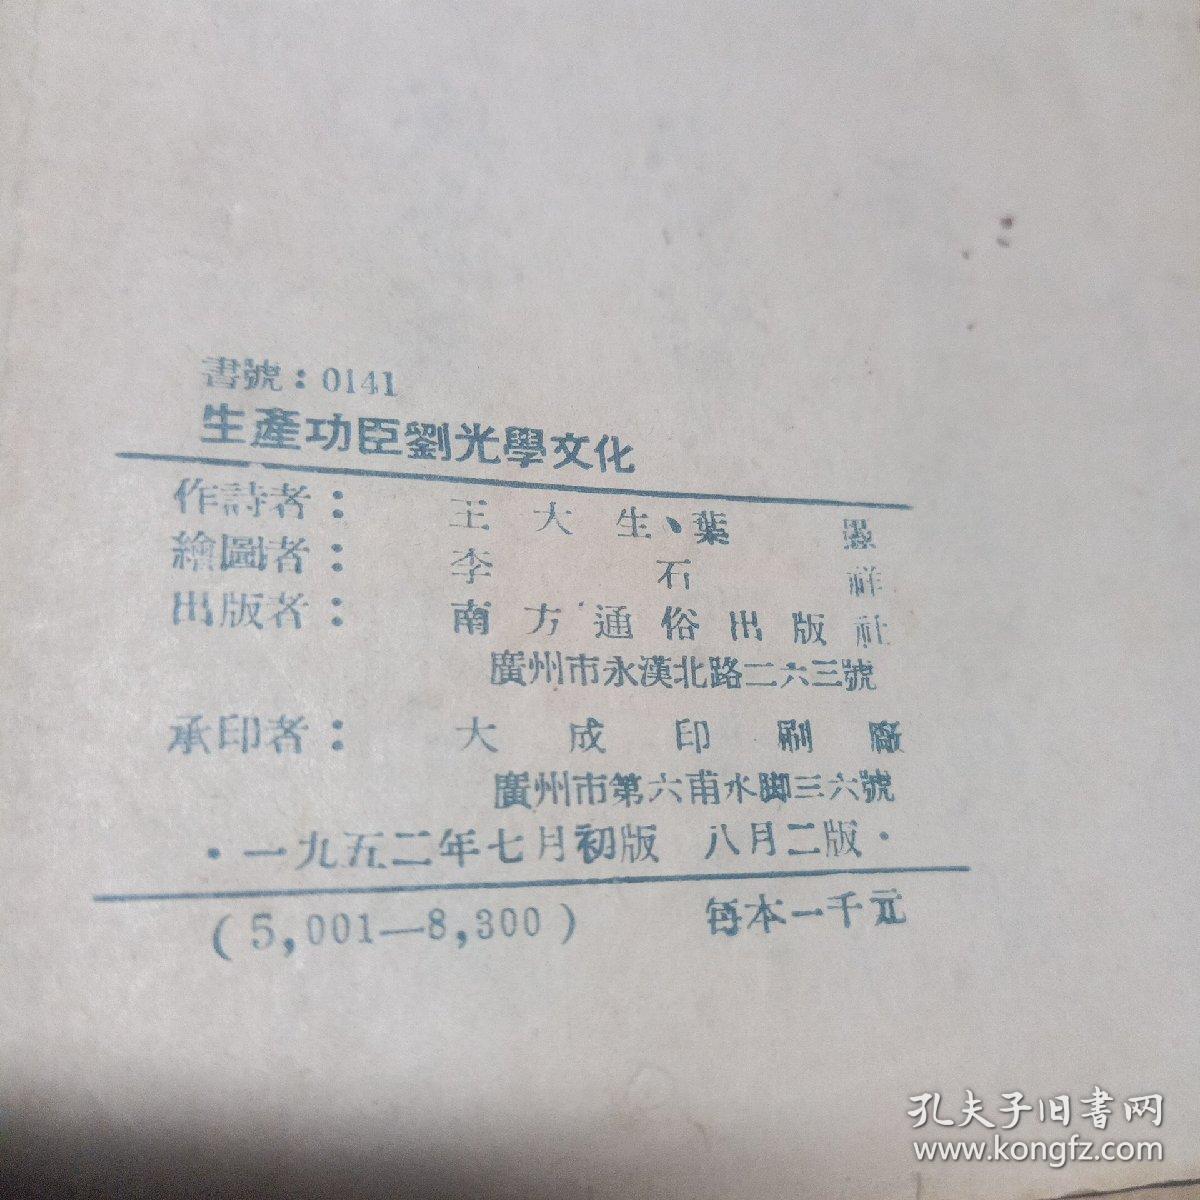 書號：0141
生產功臣劉光學文化
作詩者： 王大生、葉
繪圖者： 李石祥
出版者： 南方通俗出版社
廣州市永漢北路二六三號
承印者： 大成印刷廠
廣州市第六甫水脚三六號
·一九五二年七月初版 八月二版·
(5,001—8,300) 每本一千元
孔夫子旧书网
www.kongfz.com